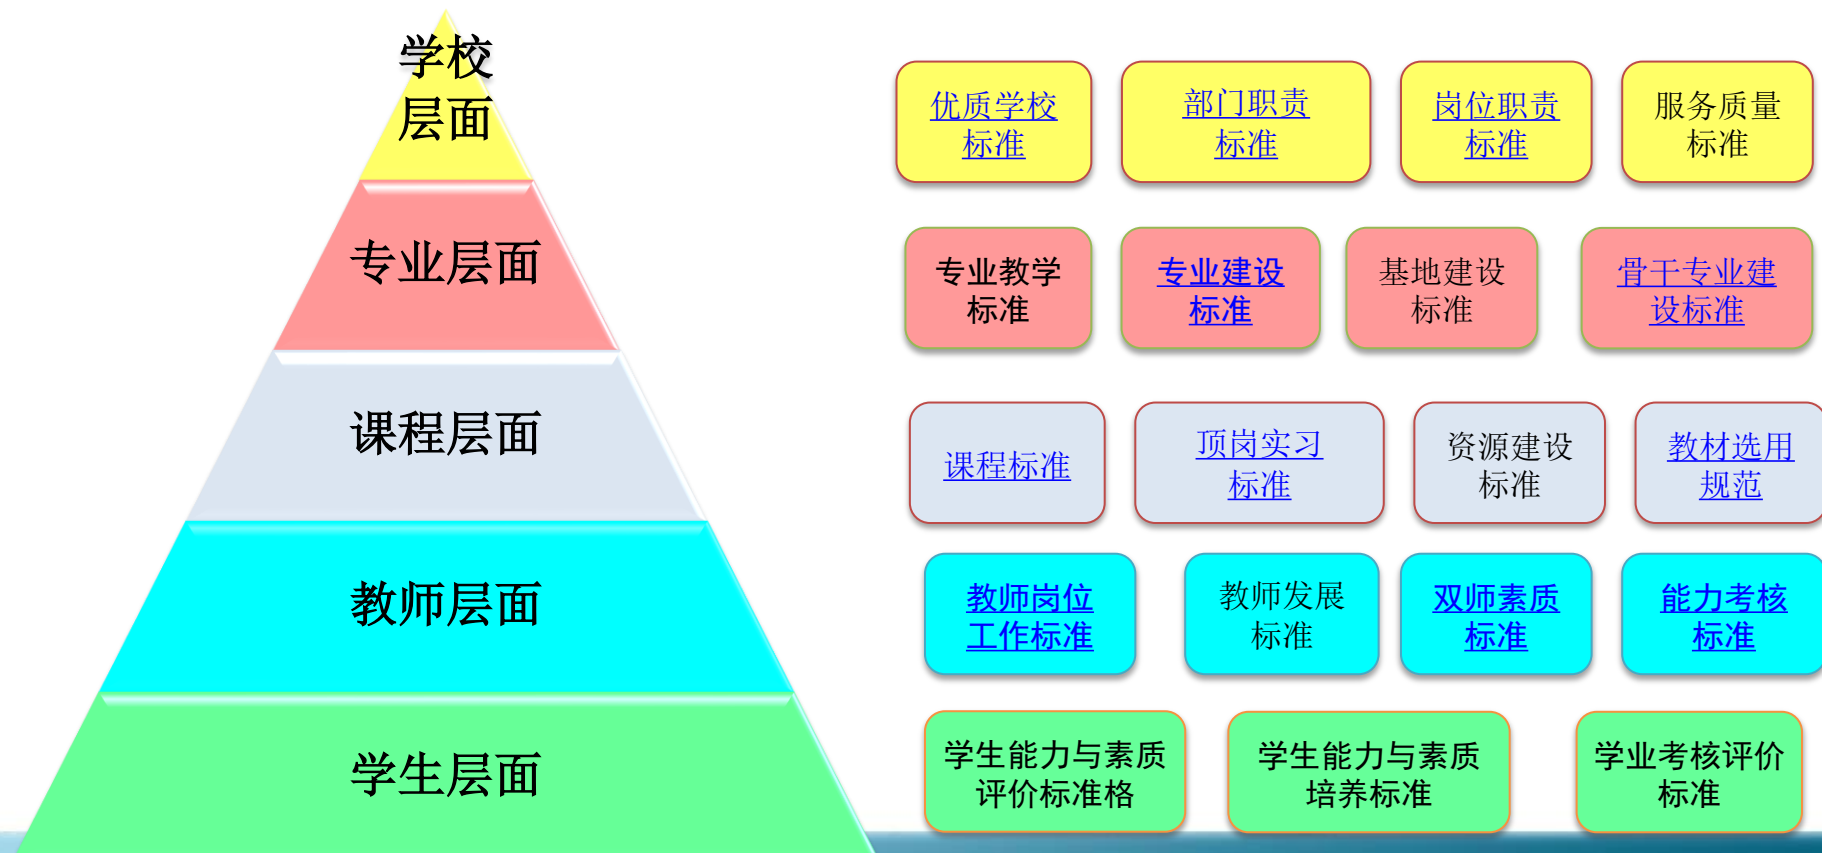 学校
层面
优质学校
标准
部门职责
标准
岗位职责
标准
服务质量
标准
专业层面
专业教学
标准
专业建设
标准
基地建设
标准
骨干专业建
设标准
课程层面
课程标准
顶岗实习
标准
资源建设
标准
教材选用
规范
教师层面
教师岗位
工作标准
教师发展
标准
双师素质
标准
能力考核
标准
学生层面
学生能力与素质
评价标准格
学生能力与素质
培养标准
学业考核评价
标准